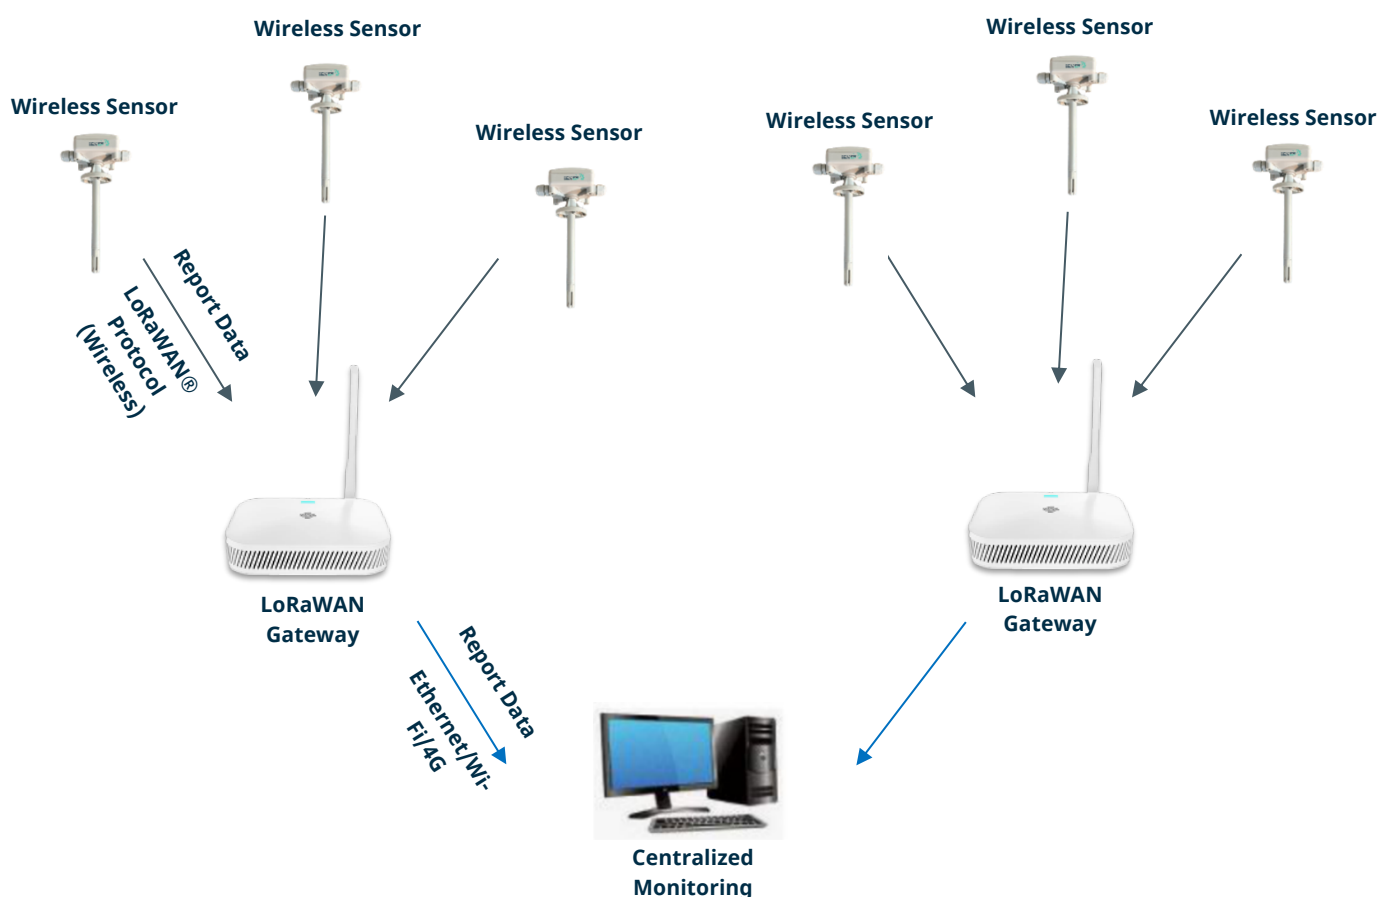 Wireless Sensor
Wireless Sensor
Wireless Sensor
Wireless Sensor
Wireless Sensor
Wireless Sensor
Report Data
LoRaWAN®
Protocol
(Wireless)
LoRaWAN
Gateway
LoRaWAN
Gateway
Report Data
Ethernet/Wi-
Fi/4G
Centralized
Monitoring